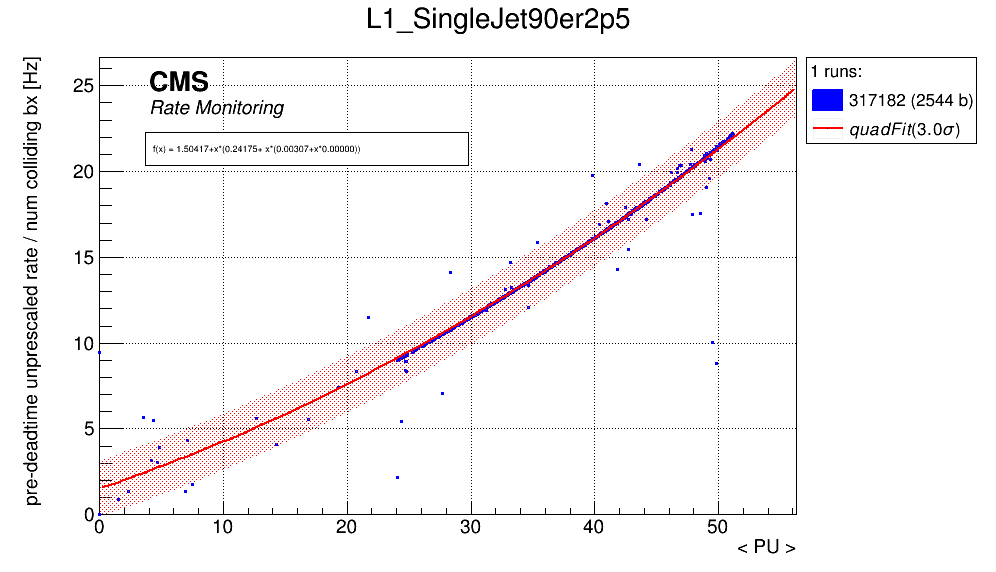 L1_SingleJet90er2p5
pre-deadtime unprescaled rate / num colliding bx [Hz]
CMS
Rate Monitoring
f(x) = 1.50417+x*(0.24175+ x*(0.00307+x*0.00000))
1 runs:
317182 (2544 b)
quadFit(3.0σ)
25
20
15
10
5
0
0 10 20 30 40 50
< PU >